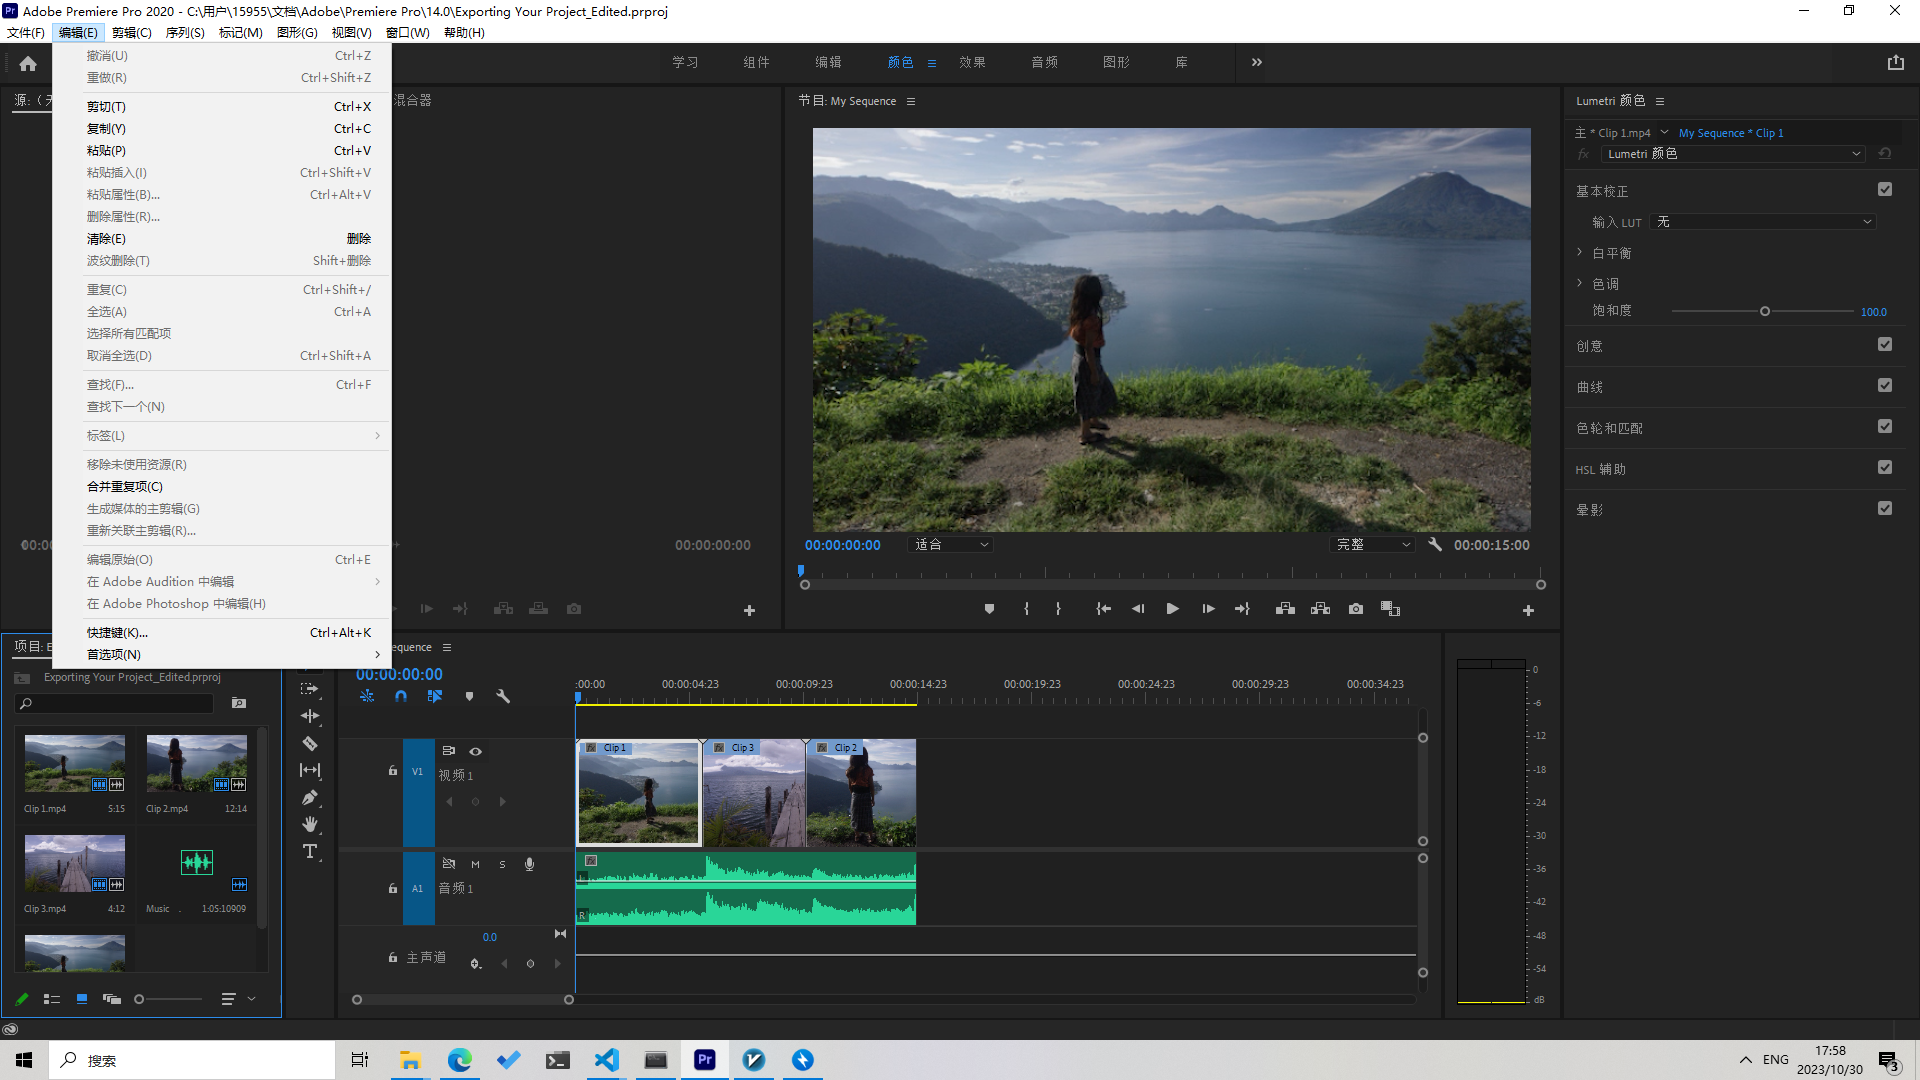 Adobe Premiere Pro 2020 - C:\用户\15955\文档\Adobe\Premiere Pro\14.0\Exporting Your Project_Edited.prproj
文件(F) 编辑(E) 剪辑(C) 序列(S) 标记(M) 图形(G) 视图(V) 窗口(W) 帮助(H)
撤消(U) Ctrl+Z
重做(R) Ctrl+Shift+Z
剪切(T) Ctrl+X
复制(Y) Ctrl+C
粘贴(P) Ctrl+V
粘贴插入(I) Ctrl+Shift+V
粘贴属性(B)... Ctrl+Alt+V
删除属性(R)...
清除(E) 删除
波纹删除(T) Shift+删除
重复(C) Ctrl+Shift+/
全选(A) Ctrl+A
选择所有匹配项
取消全选(D) Ctrl+Shift+A
查找(F)... Ctrl+F
查找下一个(N)
标签(L)
移除未使用资源(R)
合并重复项(C)
生成媒体的主剪辑(G)
重新关联主剪辑(R)...
编辑原始(O) Ctrl+E
在 Adobe Audition 中编辑
在 Adobe Photoshop 中编辑(H)
快捷键(K)... Ctrl+Alt+K
首选项(N)
学习 组件 编辑 颜色 效果 音频 图形 库
源:
混合器
00:00:00:00
节目: My Sequence
00:00:00:00 适合 完整 00:00:15:00
Lumetri 颜色
主 * Clip 1.mp4 My Sequence * Clip 1
fx Lumetri 颜色
基本校正
输入 LUT 无
白平衡
色调
饱和度 100.0
创意
曲线
色轮和匹配
HSL 辅助
晕影
项目:
Exporting Your Project_Edited.prproj
Clip 1.mp4 5:15 Clip 2.mp4 12:14
Clip 3.mp4 4:12 Music . 1:05:10909
equence
00:00:00:00
:00:00 00:00:04:23 00:00:09:23 00:00:14:23 00:00:19:23 00:00:24:23 00:00:29:23 00:00:34:23
V1 视频 1
fx Clip 1 fx Clip 3 fx Clip 2
M S
A1 音频 1
fx
R
0.0
主声道
0
-6
-12
-18
-24
-30
-36
-42
-48
-54
dB
搜索
Pr
ENG
17:58
2023/10/30
3